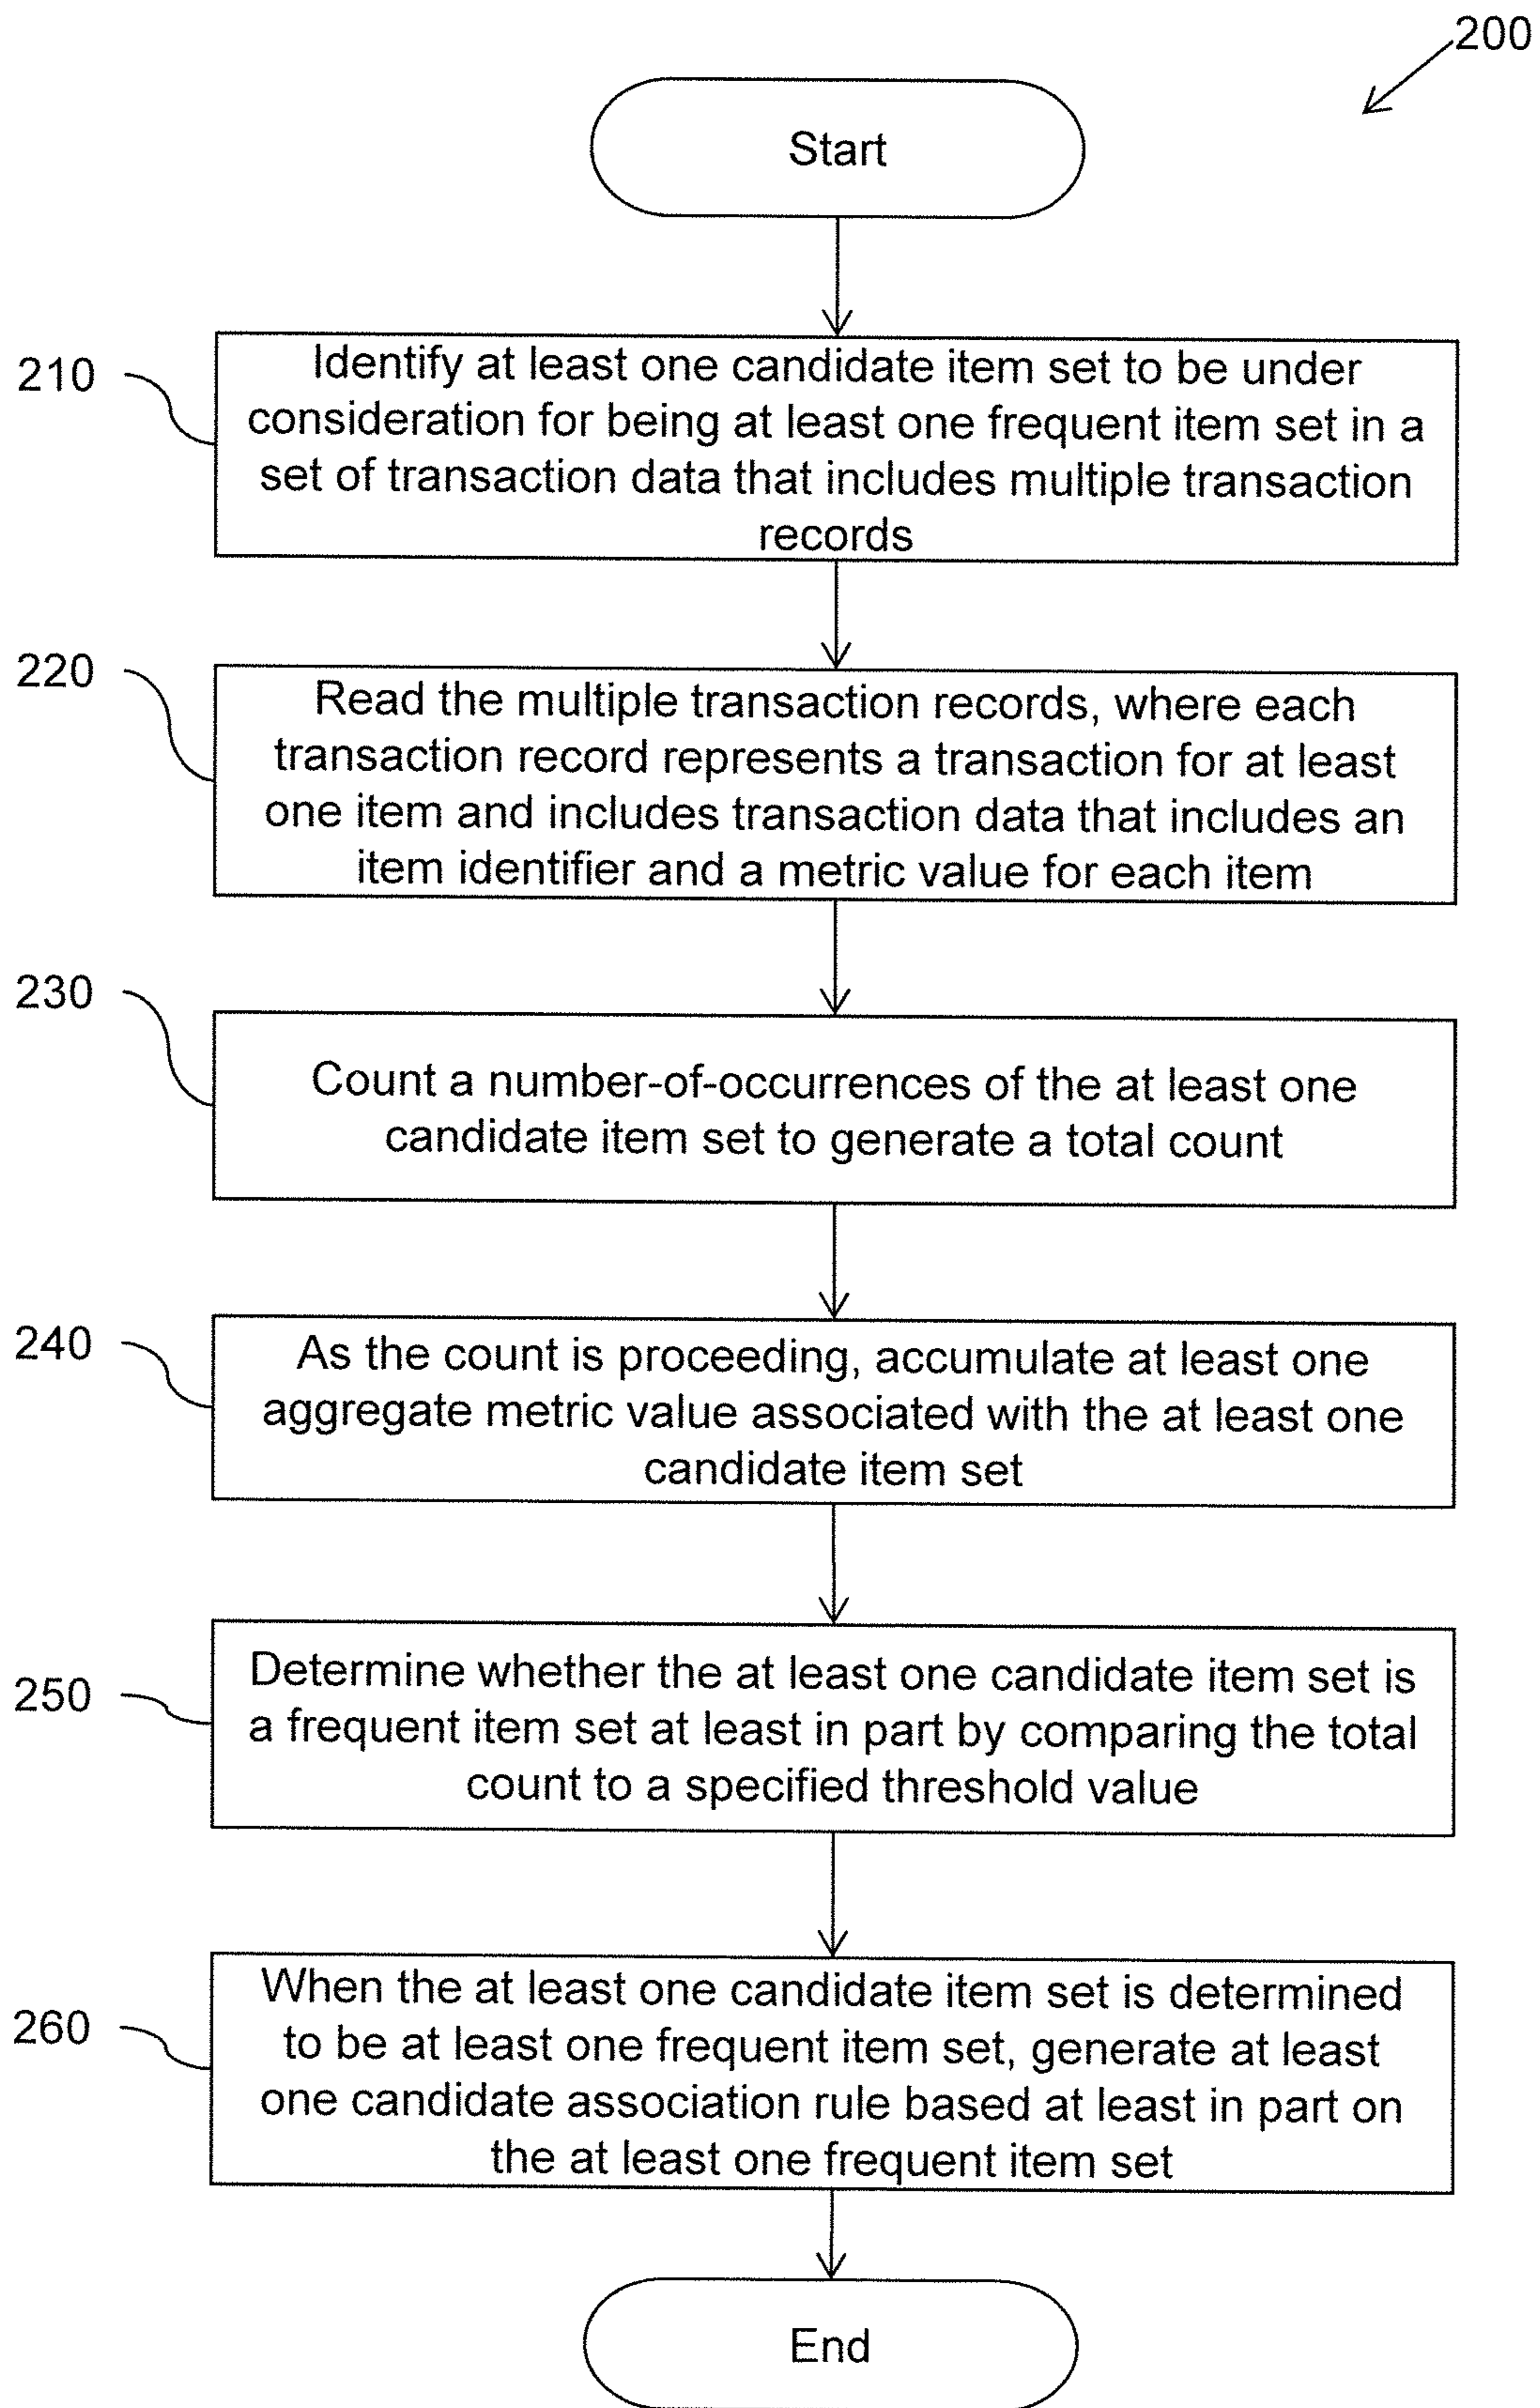 200
Start
210
Identify at least one candidate item set to be under
consideration for being at least one frequent item set in a
set of transaction data that includes multiple transaction
records
220
Read the multiple transaction records, where each
transaction record represents a transaction for at least
one item and includes transaction data that includes an
item identifier and a metric value for each item
230
Count a number-of-occurrences of the at least one
candidate item set to generate a total count
240
As the count is proceeding, accumulate at least one
aggregate metric value associated with the at least one
candidate item set
250
Determine whether the at least one candidate item set is
a frequent item set at least in part by comparing the total
count to a specified threshold value
260
When the at least one candidate item set is determined
to be at least one frequent item set, generate at least
one candidate association rule based at least in part on
the at least one frequent item set
End